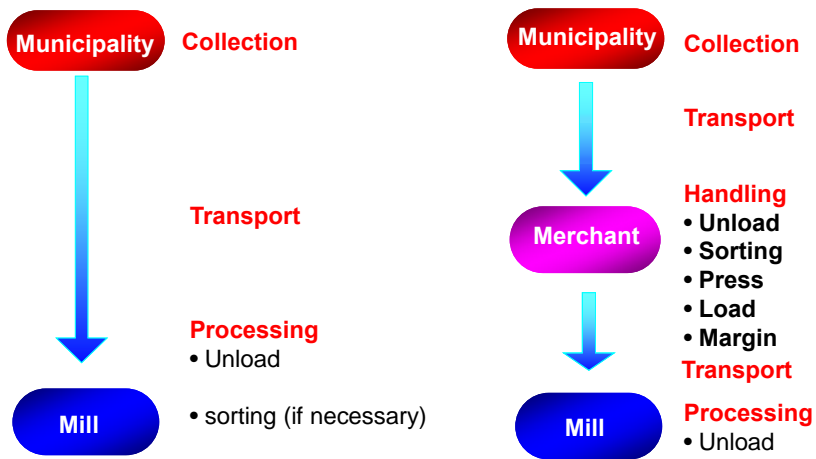 Municipality
Collection
Transport
Processing
• Unload
Mill
• sorting (if necessary)
Municipality
Collection
Transport
Merchant
Handling
• Unload
• Sorting
• Press
• Load
• Margin
Transport
Mill
Processing
• Unload